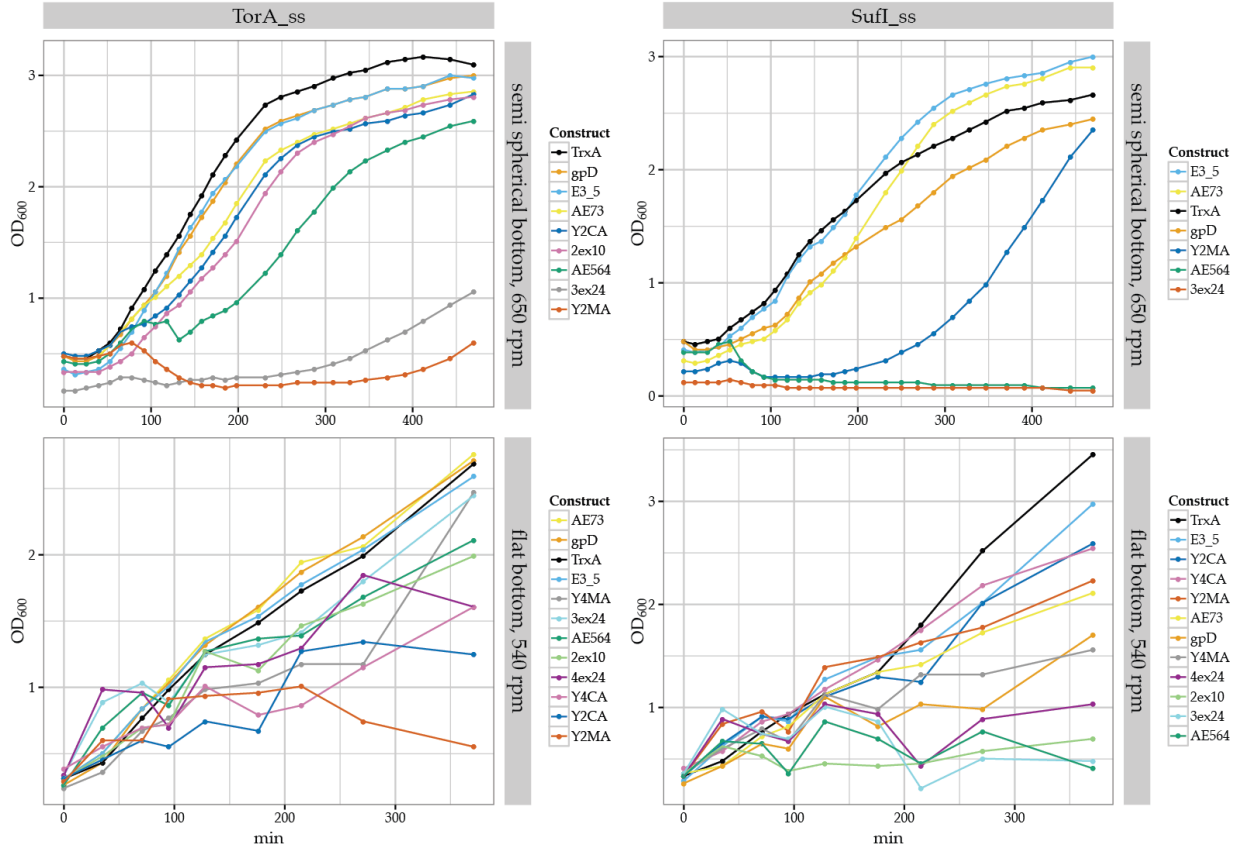 TorA_ss
SufI_ss
3
2
1
OD600
0 100 200 300 400
Construct
TrxA
gpD
E3_5
AE73
Y2CA
2ex10
AE564
3ex24
Y2MA
semi spherical bottom, 650 rpm
3
2
1
0
OD600
0 100 200 300 400
Construct
E3_5
AE73
TrxA
gpD
Y2MA
AE564
3ex24
semi spherical bottom, 650 rpm
2
1
OD600
0 100 200 300
min
Construct
AE73
gpD
TrxA
E3_5
Y4MA
3ex24
AE564
2ex10
4ex24
Y4CA
Y2CA
Y2MA
flat bottom, 540 rpm
3
2
1
OD600
0 100 200 300
min
Construct
TrxA
E3_5
Y2CA
Y4CA
Y2MA
AE73
gpD
Y4MA
4ex24
2ex10
3ex24
AE564
flat bottom, 540 rpm